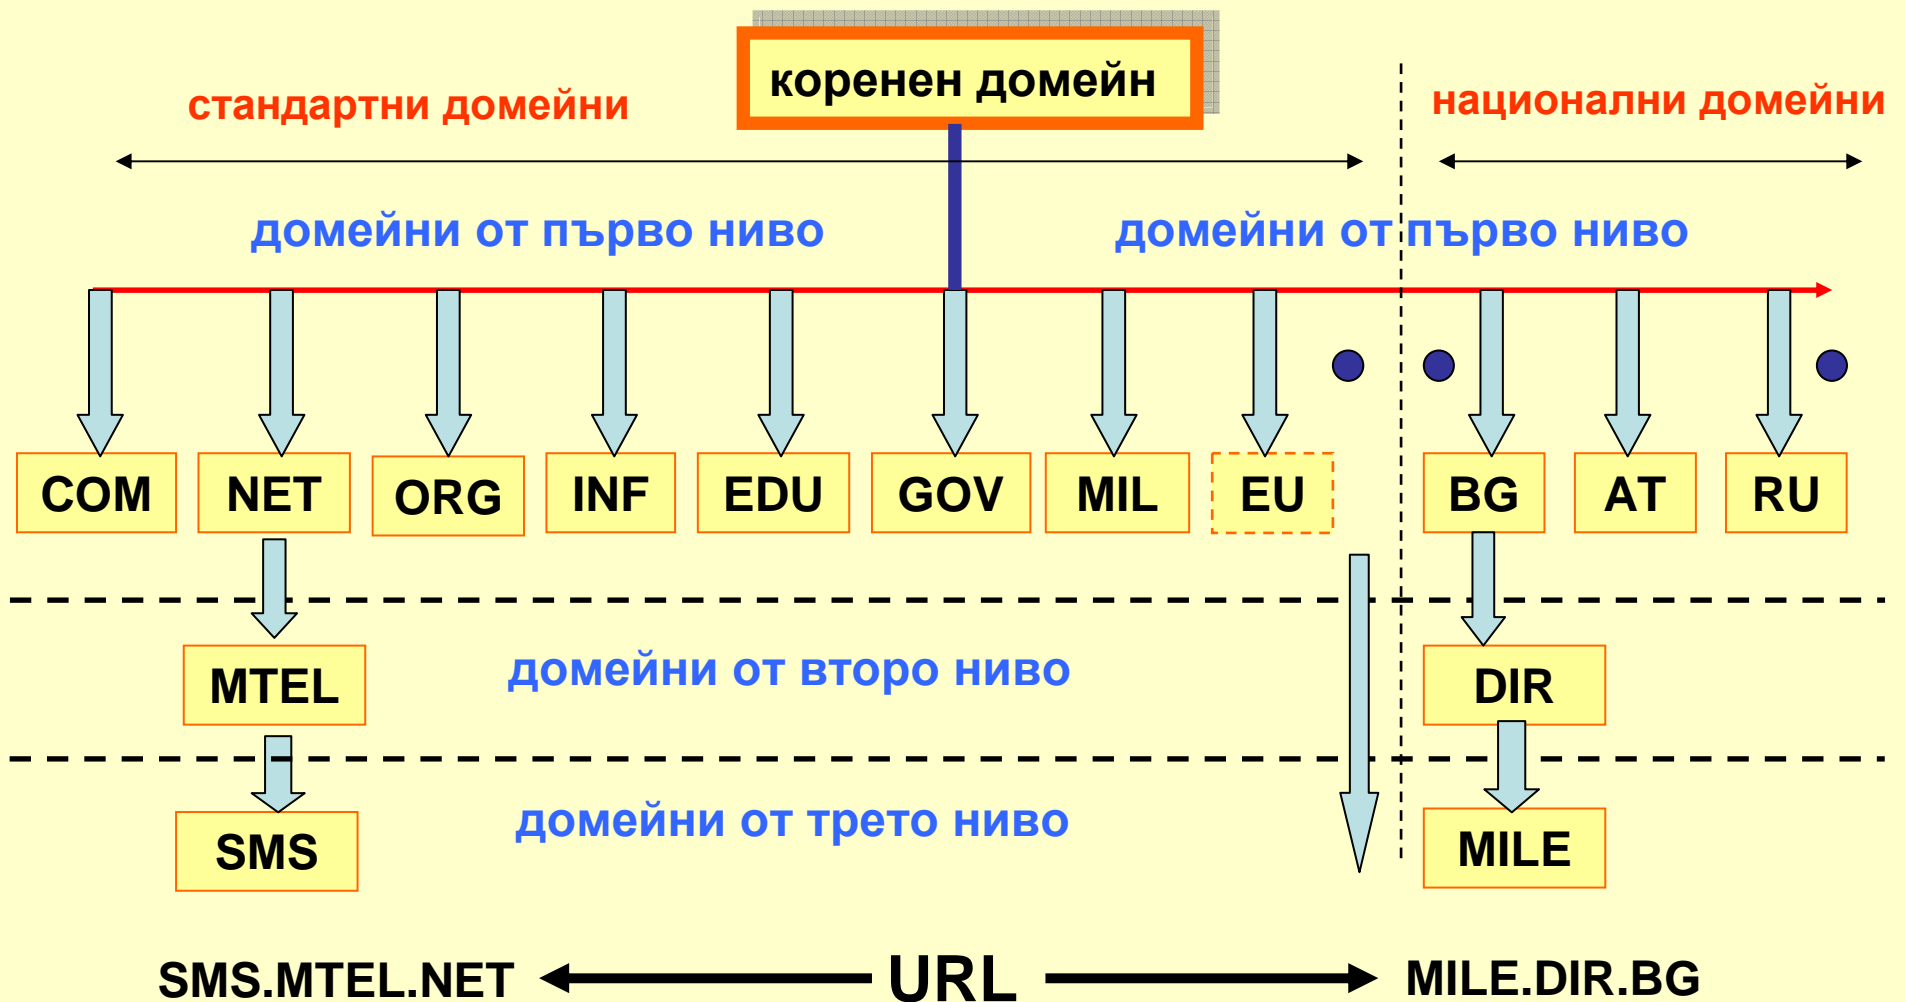 коренен домейн
стандартни домейни
национални домейни
домейни от първо ниво
домейни от първо ниво
COM
NET
ORG
INF
EDU
GOV
MIL
EU
BG
AT
RU
MTEL
домейни от второ ниво
DIR
SMS
домейни от трето ниво
MILE
SMS.MTEL.NET
URL
MILE.DIR.BG